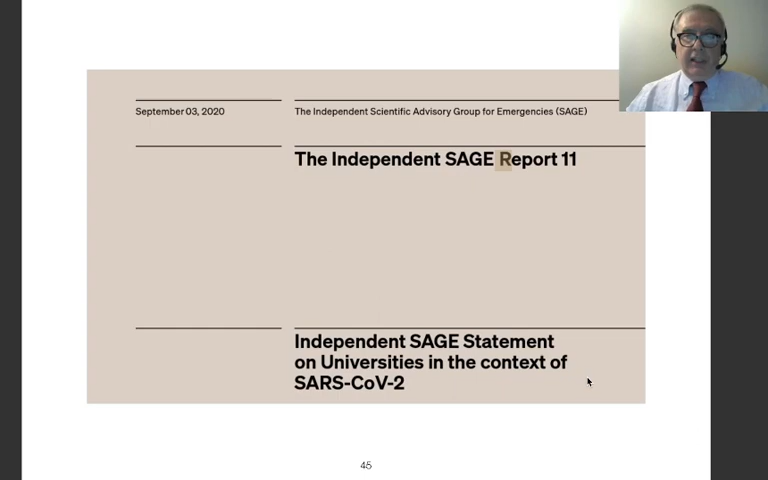 September 03, 2020
The Independent Scientific Advisory Group for Emergencies (SAGE)
The Independent SAGE Report 11
Independent SAGE Statement
on Universities in the context of
SARS-CoV-2
45